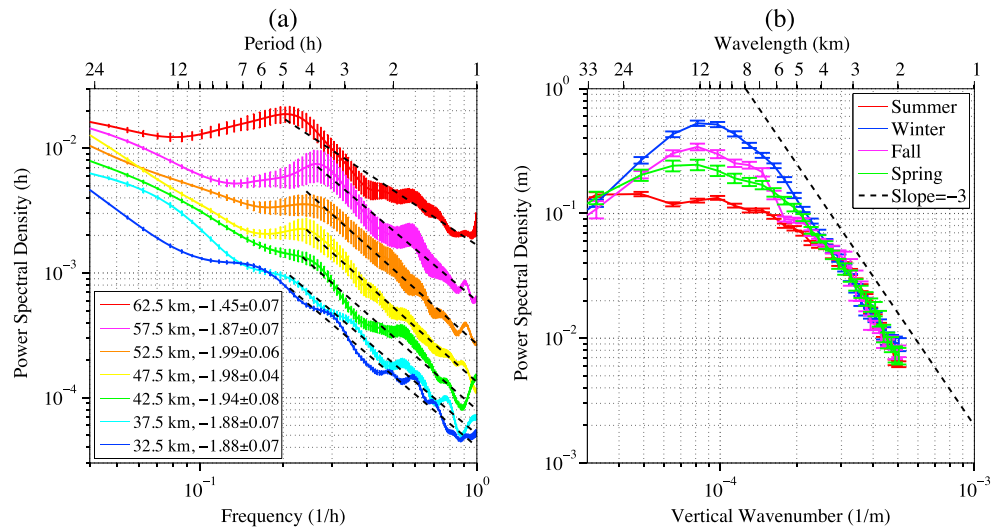 (a)
Period (h)
24 12 7 6 5 4 3 2 1
10⁻² 10⁻³ 10⁻⁴
Power Spectral Density (h)
62.5 km, −1.45±0.07
57.5 km, −1.87±0.07
52.5 km, −1.99±0.06
47.5 km, −1.98±0.04
42.5 km, −1.94±0.08
37.5 km, −1.88±0.07
32.5 km, −1.88±0.07
10⁻¹ 10⁰
Frequency (1/h)
(b)
Wavelength (km)
33 24 12 8 6 5 4 3 2 1
10⁰ 10⁻¹ 10⁻² 10⁻³
Power Spectral Density (m)
Summer
Winter
Fall
Spring
Slope=−3
10⁻⁴ 10⁻³
Vertical Wavenumber (1/m)